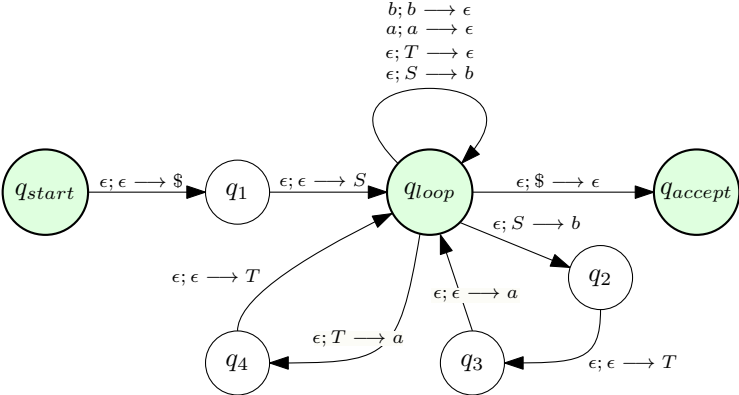 b; b ⟶ ϵ
a; a ⟶ ϵ
ϵ; T ⟶ ϵ
ϵ; S ⟶ b
q_start
ϵ; ϵ ⟶ $
q_1
ϵ; ϵ ⟶ S
q_loop
ϵ; $ ⟶ ϵ
q_accept
ϵ; S ⟶ b
q_2
ϵ; ϵ ⟶ T
ϵ; ϵ ⟶ a
ϵ; T ⟶ a
q_4
q_3
ϵ; ϵ ⟶ T